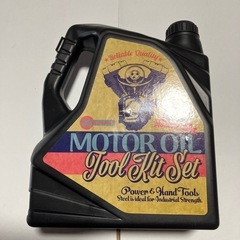 Reliable Quality
MOTOR OIL
Tool Kit Set
Power & Hand Tools
Steel is ideal for Industrial Strength